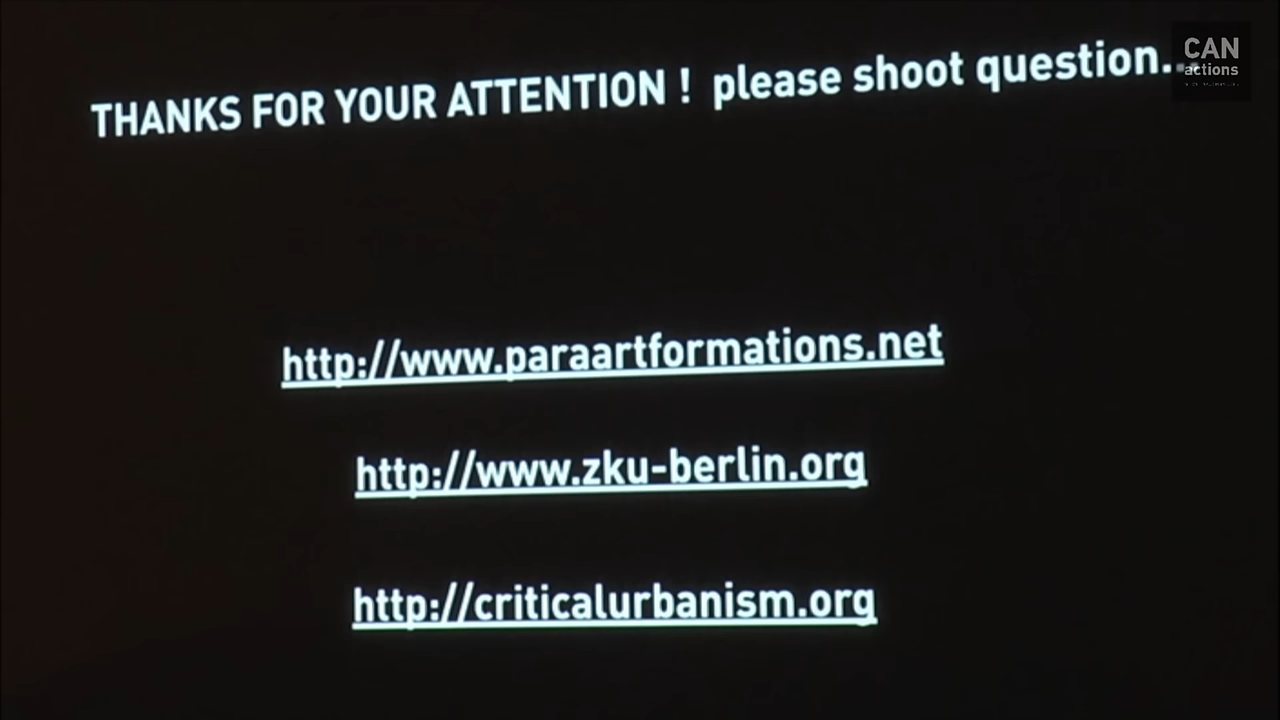 THANKS FOR YOUR ATTENTION ! please shoot question...
CAN
actions
http://www.paraartformations.net
http://www.zku-berlin.org
http://criticalurbanism.org